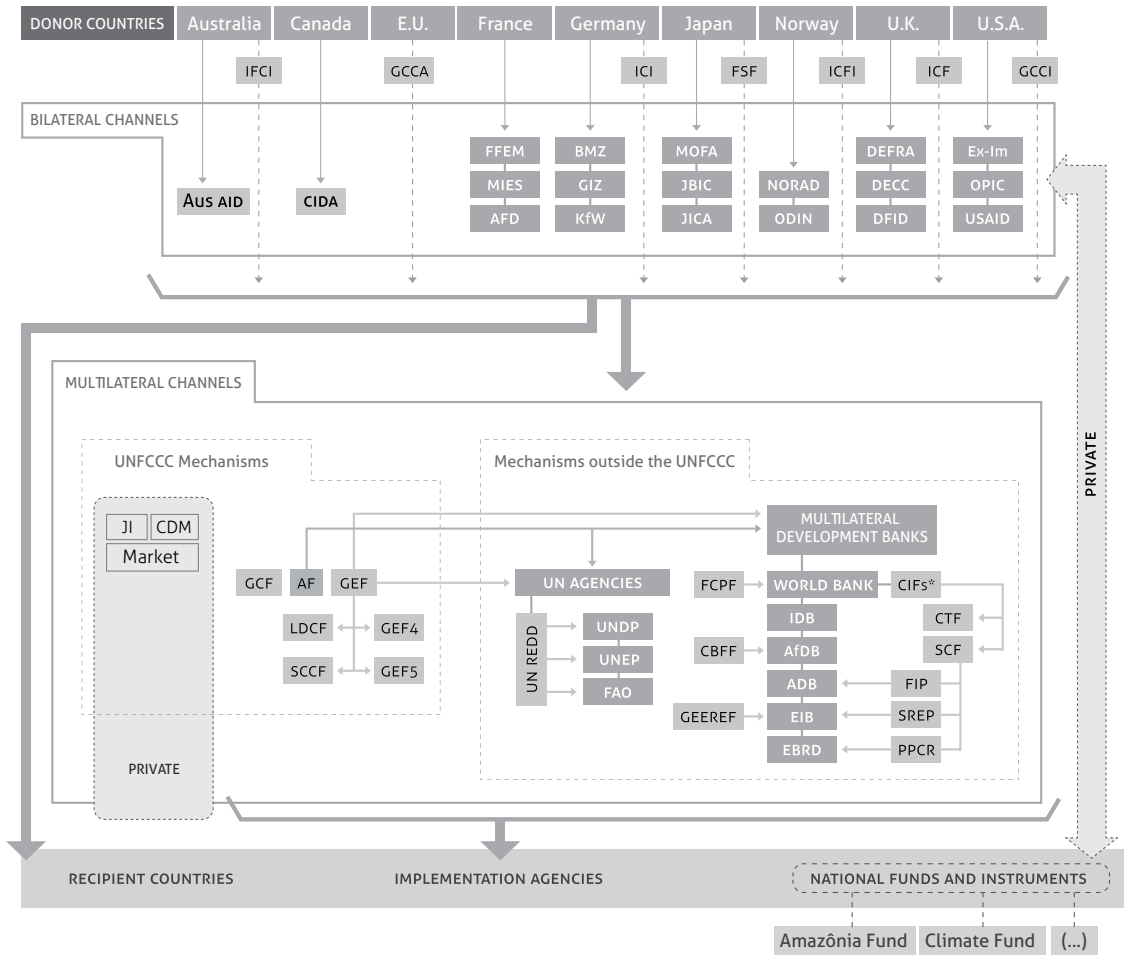 DONOR COUNTRIES Australia Canada E.U. France Germany Japan Norway U.K. U.S.A.
IFCI GCCA ICI FSF ICFI ICF GCCI
BILATERAL CHANNELS
FFEM BMZ MOFA DEFRA Ex-Im
MIES GIZ JBIC NORAD DECC OPIC
Aus AID CIDA
AFD KfW JICA ODIN DFID USAID
PRIVATE
MULTILATERAL CHANNELS
UNFCCC Mechanisms
Mechanisms outside the UNFCCC
JI CDM
Market
MULTILATERAL
DEVELOPMENT BANKS
GCF AF GEF UN AGENCIES FCPF WORLD BANK CIFs*
LDCF GEF4 UN REDD UNDP IDB CTF
CBFF AfDB SCF
SCCF GEF5 UNEP ADB FIP
FAO
GEEREF EIB SREP
EBRD PPCR
PRIVATE
RECIPIENT COUNTRIES IMPLEMENTATION AGENCIES NATIONAL FUNDS AND INSTRUMENTS
Amazônia Fund Climate Fund (...)